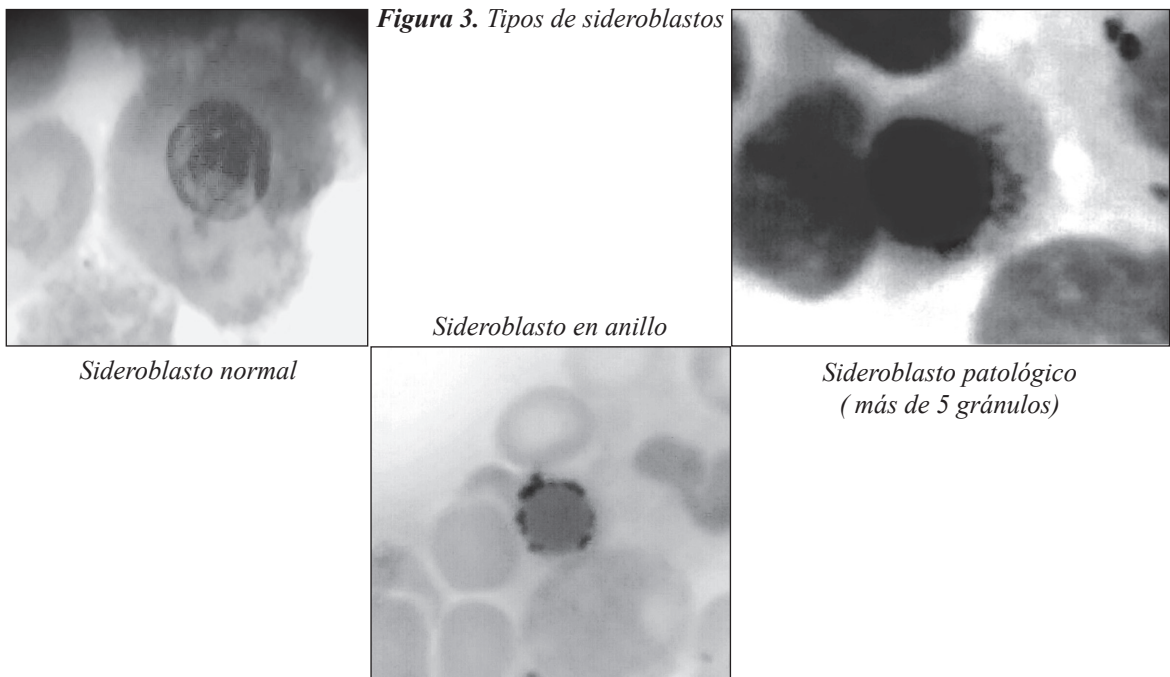 Figura 3. Tipos de sideroblastos
Sideroblasto en anillo
Sideroblasto normal
Sideroblasto patológico
( más de 5 gránulos)